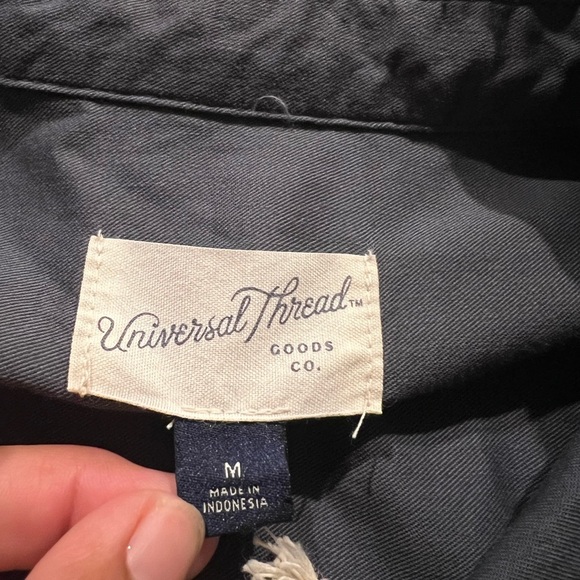 Universal Thread™
GOODS
CO.
M
MADE IN
INDONESIA